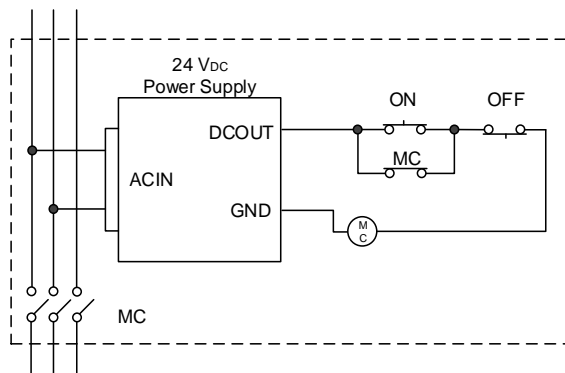 24 VDC
Power Supply
ON
OFF
DCOUT
MC
ACIN
GND
M
C
MC